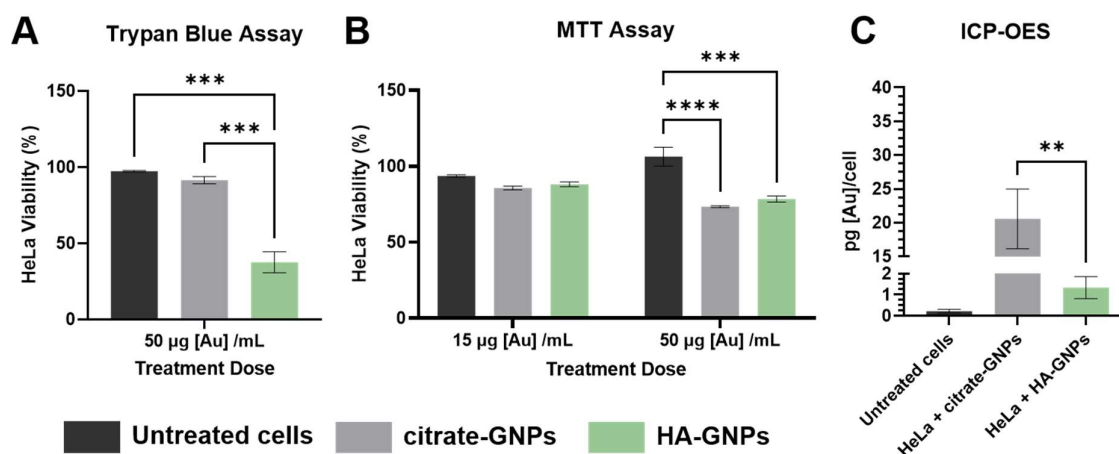 A Trypan Blue Assay
150
100
50
0
HeLa Viability (%)
***
***
50 µg [Au] /mL
Treatment Dose
B MTT Assay
150
100
50
0
HeLa Viability (%)
***
****
15 µg [Au] /mL
50 µg [Au] /mL
Treatment Dose
C ICP-OES
40
35
30
25
20
15
2
1
0
pg [Au]/cell
**
Untreated cells
HeLa + citrate-GNPs
HeLa + HA-GNPs
Untreated cells
citrate-GNPs
HA-GNPs